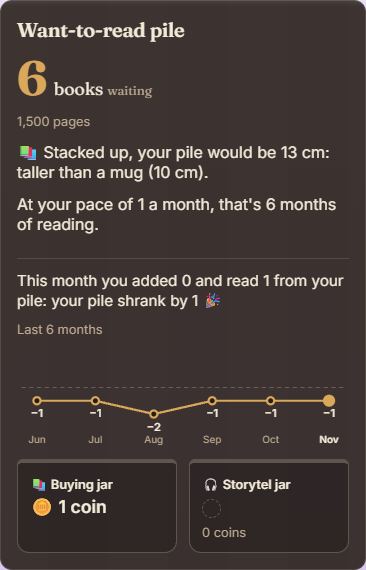 Want-to-read pile
6 books waiting
1,500 pages
Stacked up, your pile would be 13 cm:
taller than a mug (10 cm).
At your pace of 1 a month, that's 6 months
of reading.
This month you added 0 and read 1 from your
pile: your pile shrank by 1 🎉
Last 6 months
−1 −1 −2 −1 −1 −1
Jun Jul Aug Sep Oct Nov
Buying jar
1 coin
Storytel jar
0 coins